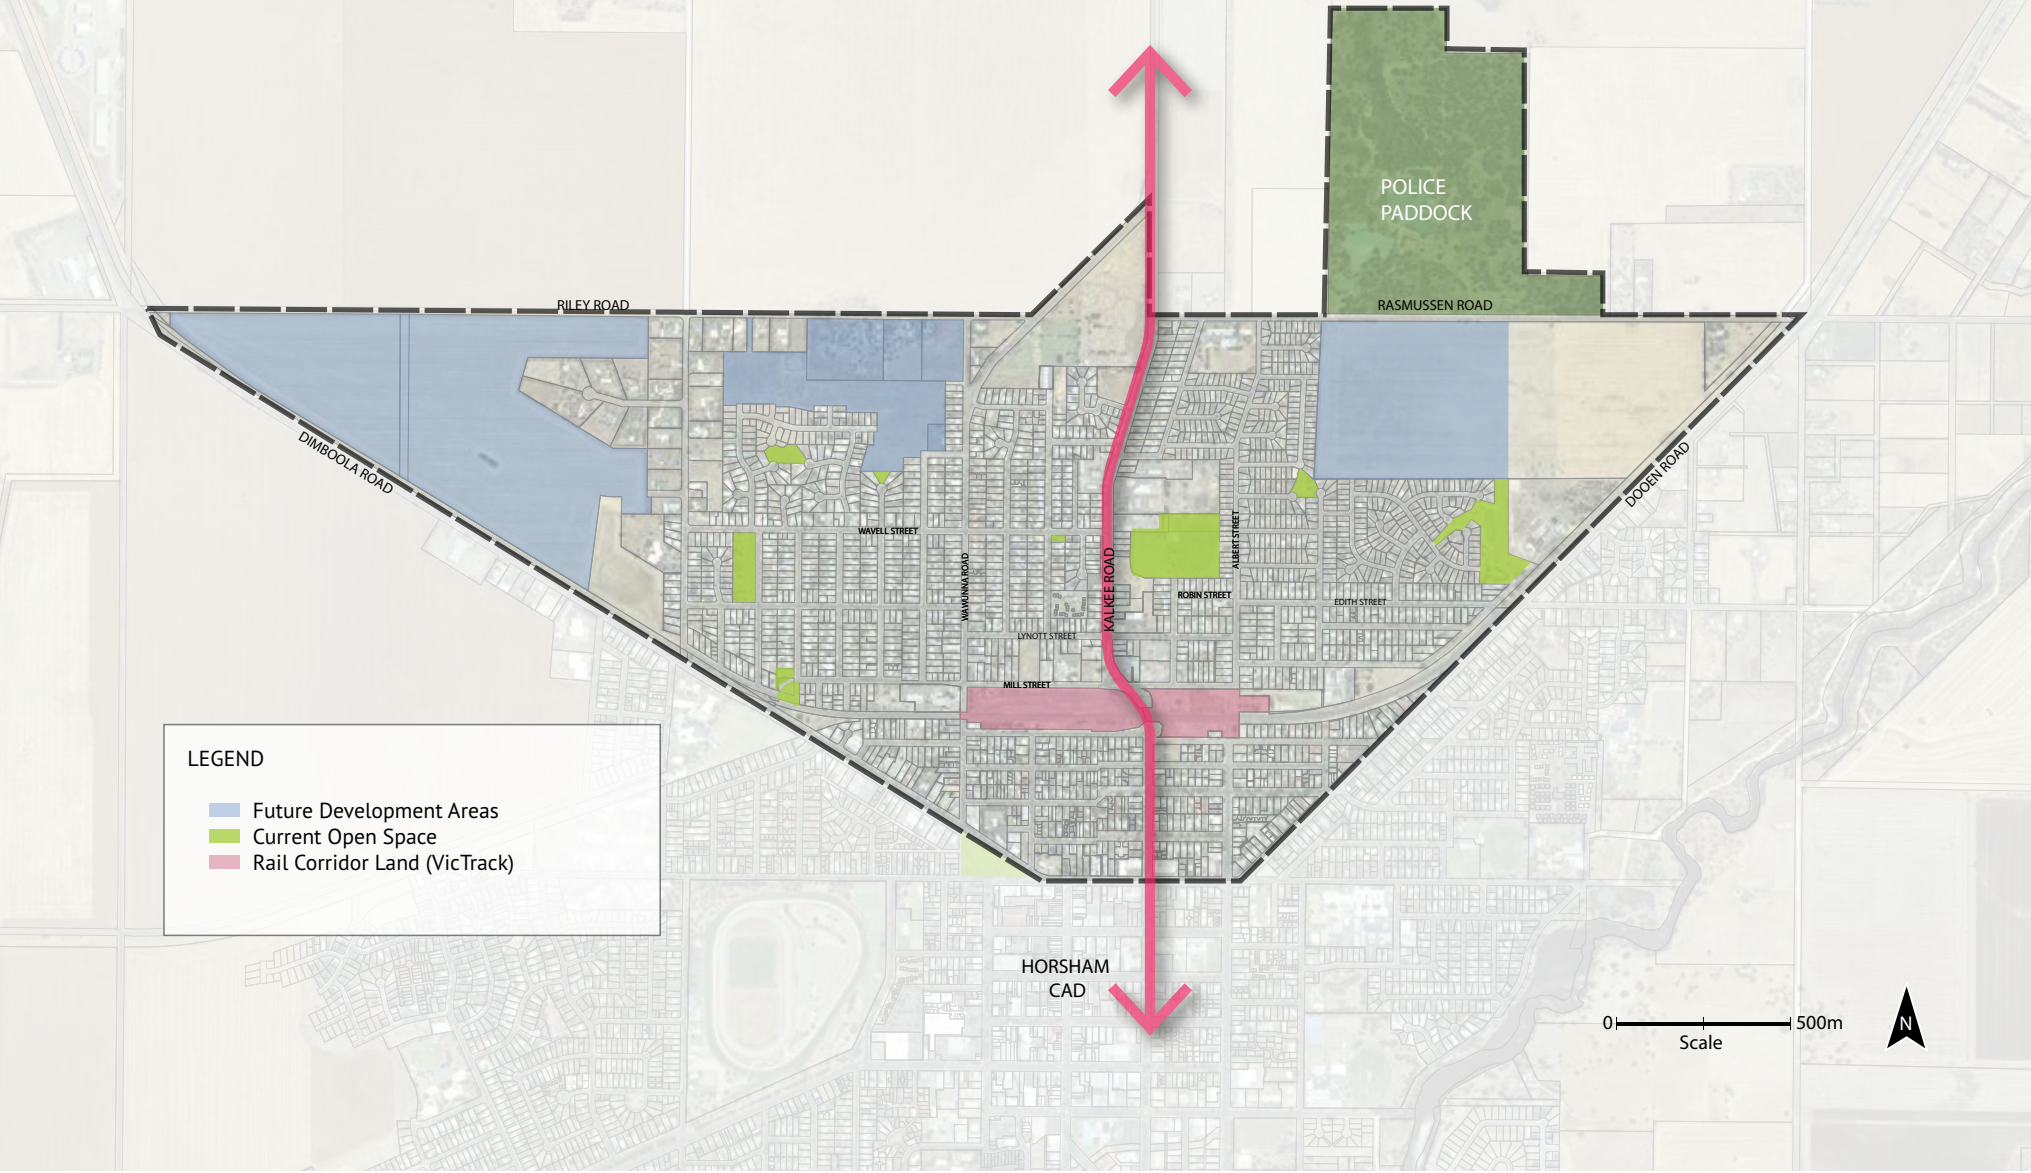 POLICE
PADDOCK
RILEY ROAD
RASMUSSEN ROAD
DIMBOOLA ROAD
DOOEN ROAD
WAVELL STREET
WAWUNNA ROAD
KALKEE ROAD
ALBERT STREET
ROBIN STREET
EDITH STREET
LYNOTT STREET
MILL STREET
LEGEND
Future Development Areas
Current Open Space
Rail Corridor Land (VicTrack)
HORSHAM
CAD
0
500m
Scale
N